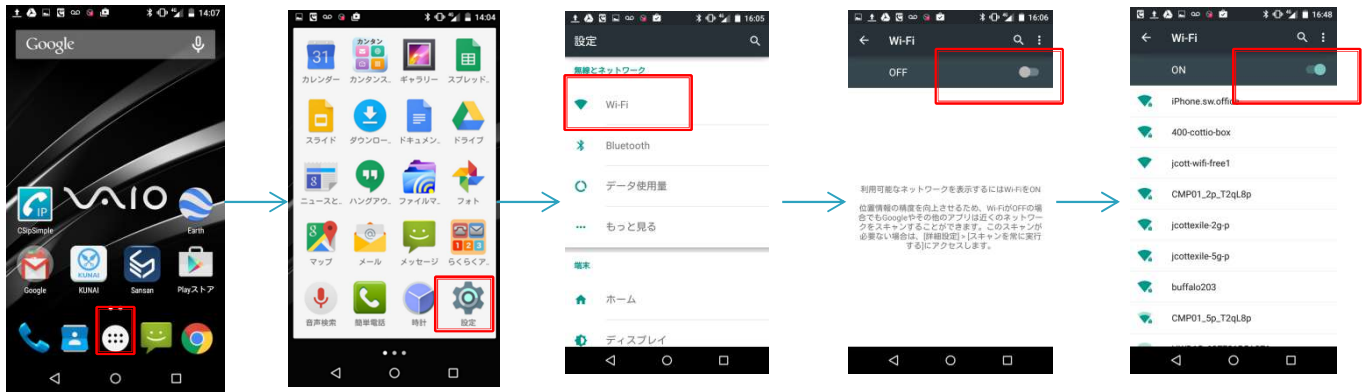 14:07
Google
VAIO
CSipSimple
Earth
Google
KUNAI
KUNAI
Sansan
Playストア
14:04
31
カンタン
カレンダー
カンタンス..
ギャラリー
スプレッド..
スライド
ダウンロー..
ドキュメン..
ドライブ
ニュースと..
ハングアウ..
ファイルマ..
フォト
マップ
メール
メッセージ
らくらくア..
音声検索
簡単電話
時計
設定
16:05
設定
無線とネットワーク
Wi-Fi
Bluetooth
データ使用量
もっと見る
端末
ホーム
ディスプレイ
16:06
Wi-Fi
OFF
利用可能なネットワークを表示するにはWi-FiをON
位置情報の精度を向上させるため、Wi-FiがOFFの場
合でもGoogleやその他のアプリは近くのネットワー
クをスキャンすることができます。このスキャンが
必要ない場合は、[詳細設定] > [スキャンを常に実行
する]にアクセスします。
16:48
Wi-Fi
ON
iPhone.sw.office
400-cottio-box
jcott-wifi-free1
CMP01_2p_T2qL8p
jcottexile-2g-p
jcottexile-5g-p
buffalo203
CMP01_5p_T2qL8p